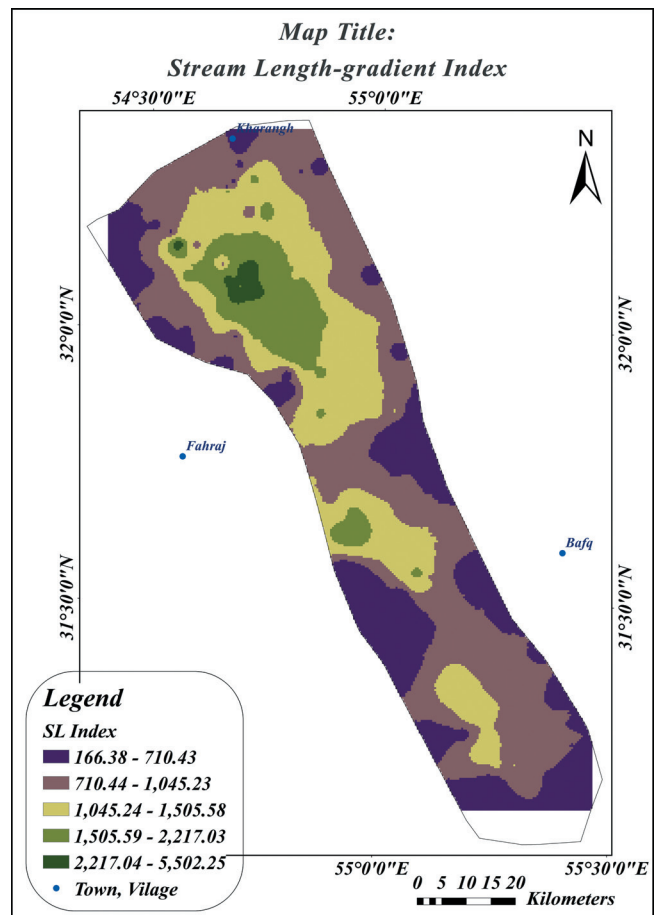 Map Title:
Stream Length-gradient Index
54°30'0"E
55°0'0"E
Kharangh
N
32°0'0"N
32°0'0"N
Fahraj
Bafq
31°30'0"N
31°30'0"N
Legend
SL Index
166.38 - 710.43
710.44 - 1,045.23
1,045.24 - 1,505.58
1,505.59 - 2,217.03
2,217.04 - 5,502.25
Town, Vilage
55°0'0"E
55°30'0"E
0 5 10 15 20
Kilometers